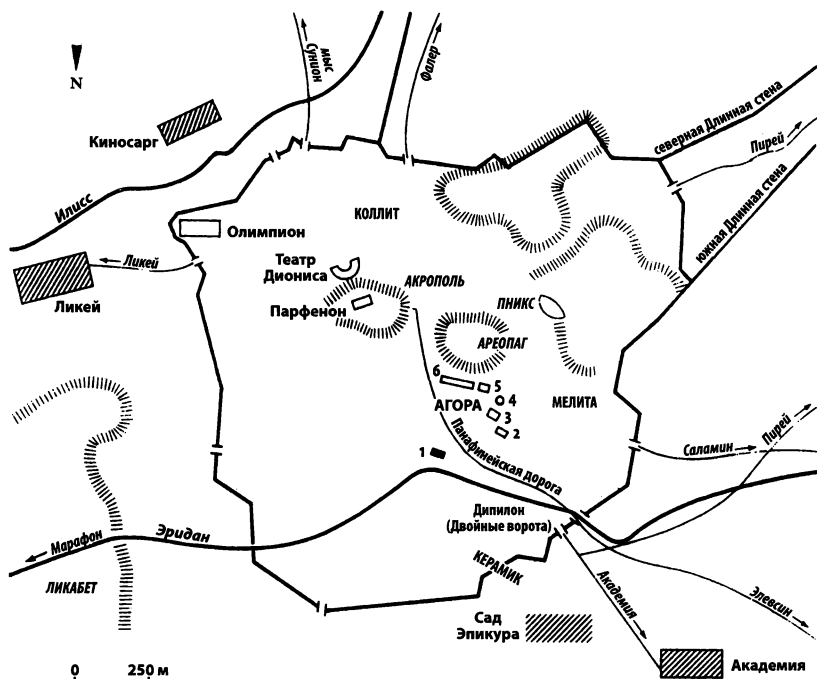 мыс
Сунион
Фалер
N
Киносарг
северная Длинная стена
Пирей
Илисс
южная Длинная стена
КОЛЛИТ
Олимпион
Ликей
Театр
Диониса
АКРОПОЛЬ
Ликей
Парфенон
ПНИКС
АРЕОПАГ
6
5
4
АГОРА
3
МЕЛИТА
2
1
Панафинейская дорога
Саламин
Пирей
Дипилон
(Двойные ворота)
Марафон
Эридан
КЕРАМИК
ЛИКАБЕТ
Академия
Элевсин
Сад
Эпикура
0 250 м
Академия